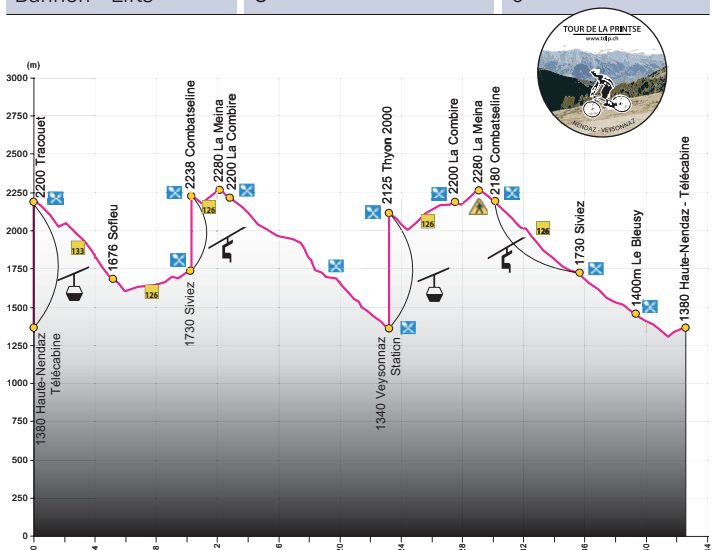 TOUR DE LA PRINTSE
www.tdlp.ch
NENDAZ - VEYSONNAZ
(m)
3000
2750
2500
2250
2000
1750
1500
1250
1000
750
500
250
0
2200 Tracouet
1380 Haute-Nendaz
Télécabine
133
1676 Sofleu
126
1730 Siviez
2238 Combatseline
126
2280 La Meina
2200 La Combire
1340 Veysonnaz
Station
2125 Thyon 2000
126
2200 La Combire
2280 La Meina
2180 Combatseline
126
1730 Siviez
1400m Le Bleusy
1380 Haute-Nendaz - Télécabine
0
4
8